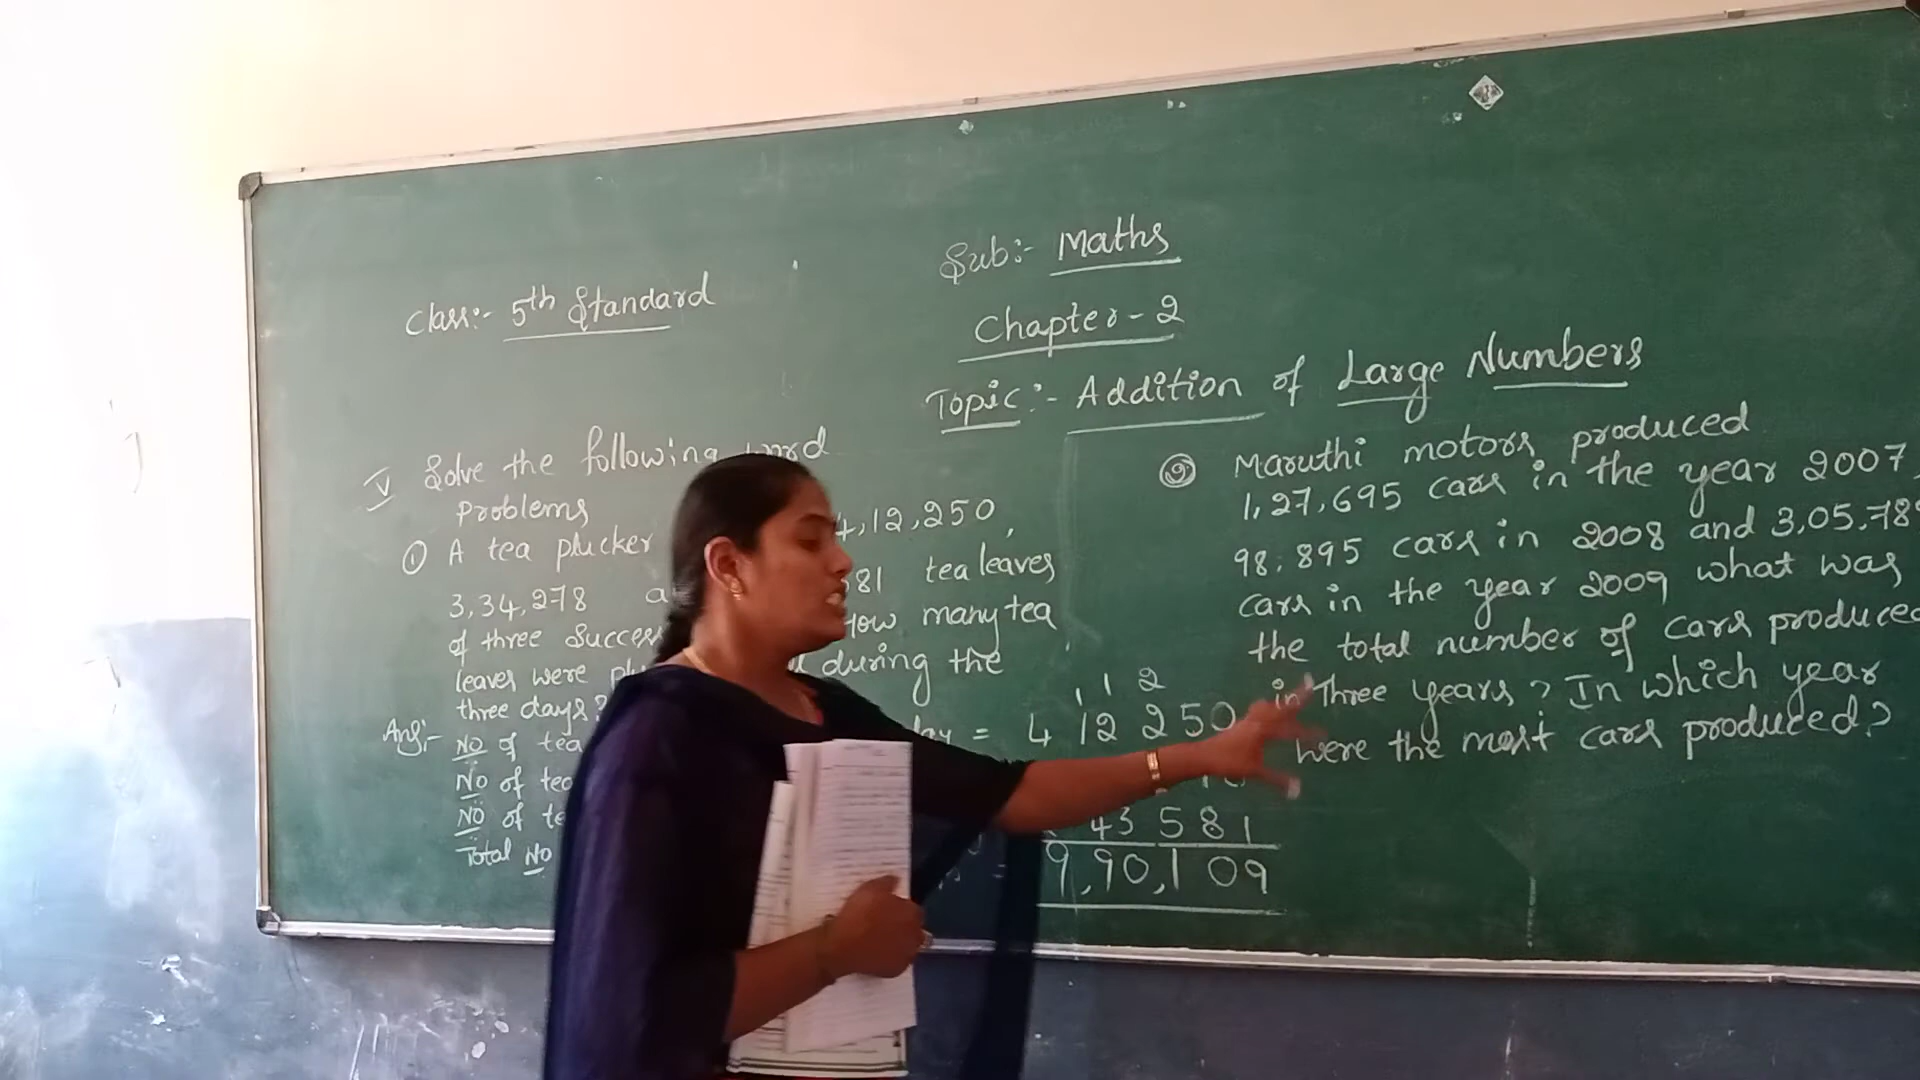 Sub:- Maths
Class:- 5th Standard
Chapter-2
Topic:- Addition of Large Numbers
V Solve the following word
problems
① A tea plucker 4,12,250,
3,34,278 581 tea leaves
of three How many tea
leaves were during the
three days?
Ans:- No of tea = 4 12 250
1 1 2
No of tea
No of te 43 581
Total No = 9,90,109
② Maruthi motors produced
1,27,695 cars in the year 2007,
98,895 cars in 2008 and 3,05,789
cars in the year 2009 what was
the total number of cars produced
in Three years? In which year
were the most cars produced?